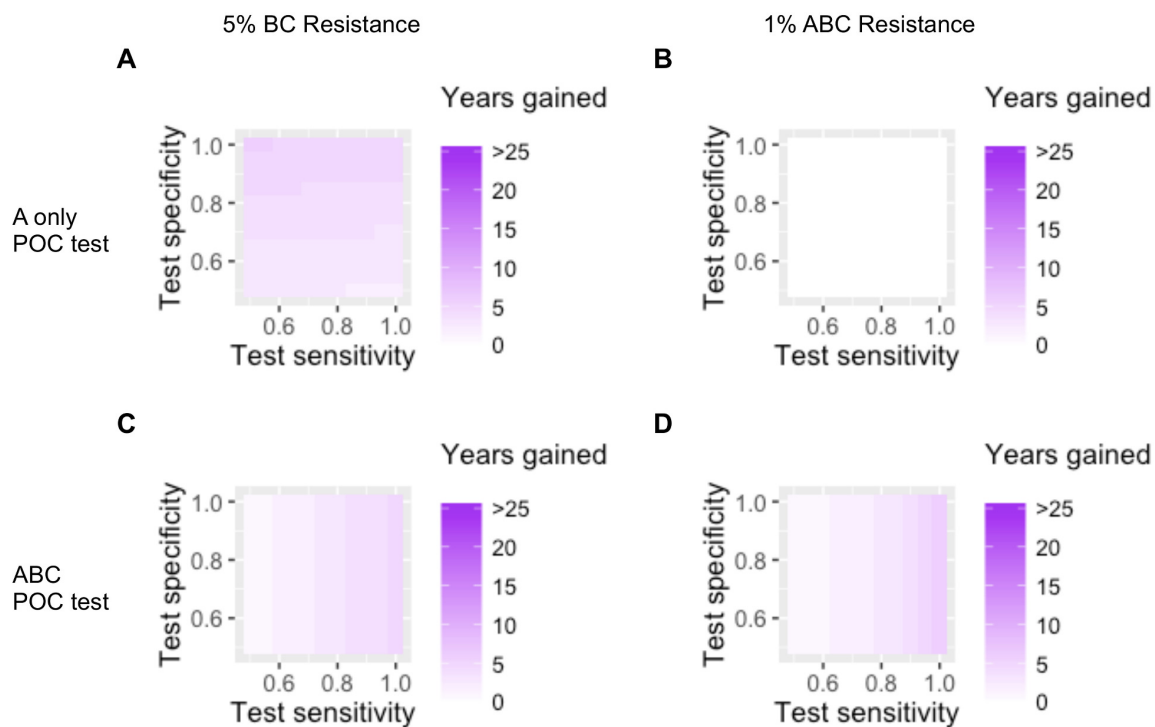 5% BC Resistance
1% ABC Resistance
A
B
Years gained
Years gained
A only
POC test
Test specificity
1.0
0.8
0.6
0.6 0.8 1.0
Test sensitivity
>25
20
15
10
5
0
Test specificity
1.0
0.8
0.6
0.6 0.8 1.0
Test sensitivity
>25
20
15
10
5
0
C
D
Years gained
Years gained
ABC
POC test
Test specificity
1.0
0.8
0.6
0.6 0.8 1.0
Test sensitivity
>25
20
15
10
5
0
Test specificity
1.0
0.8
0.6
0.6 0.8 1.0
Test sensitivity
>25
20
15
10
5
0